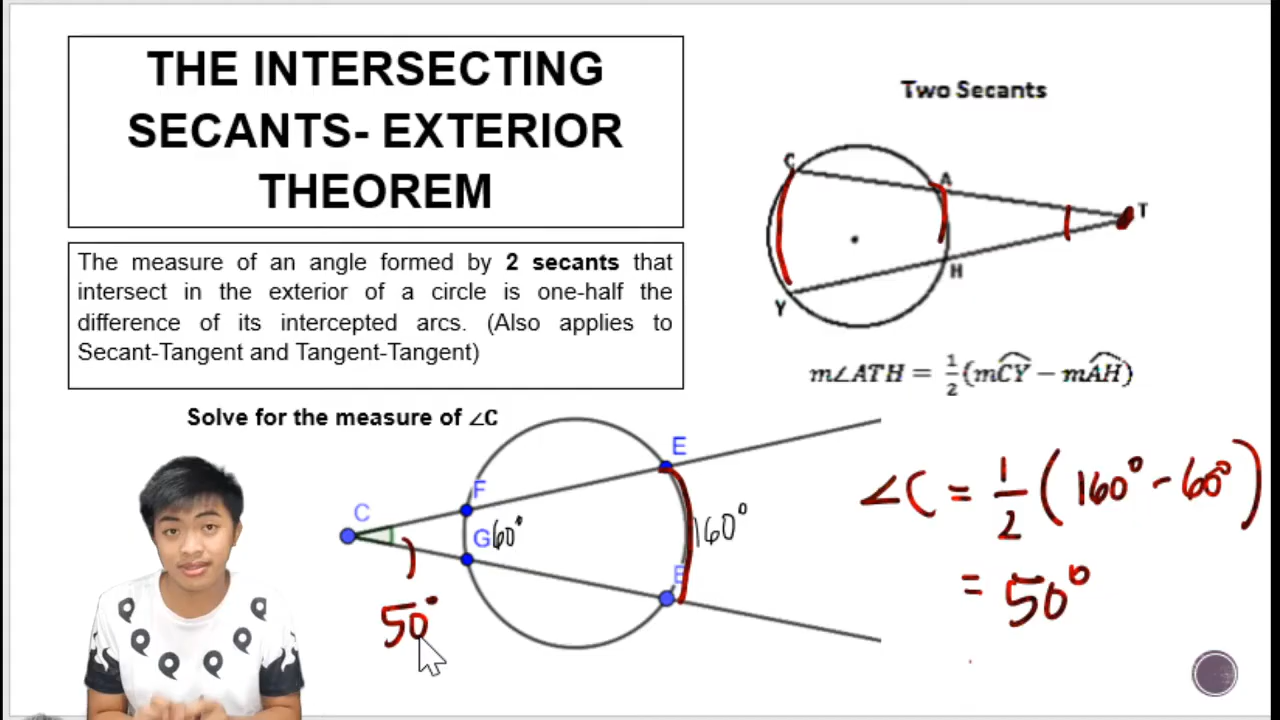 THE INTERSECTING
SECANTS- EXTERIOR
THEOREM
The measure of an angle formed by 2 secants that
intersect in the exterior of a circle is one-half the
difference of its intercepted arcs. (Also applies to
Secant-Tangent and Tangent-Tangent)
Two Secants
C
A
T
H
Y
m∠ATH = 1/2(mCY − mAH)
Solve for the measure of ∠C
E
F
C
G 60°
160°
E
50°
∠C = 1/2 (160° - 60°)
= 50°